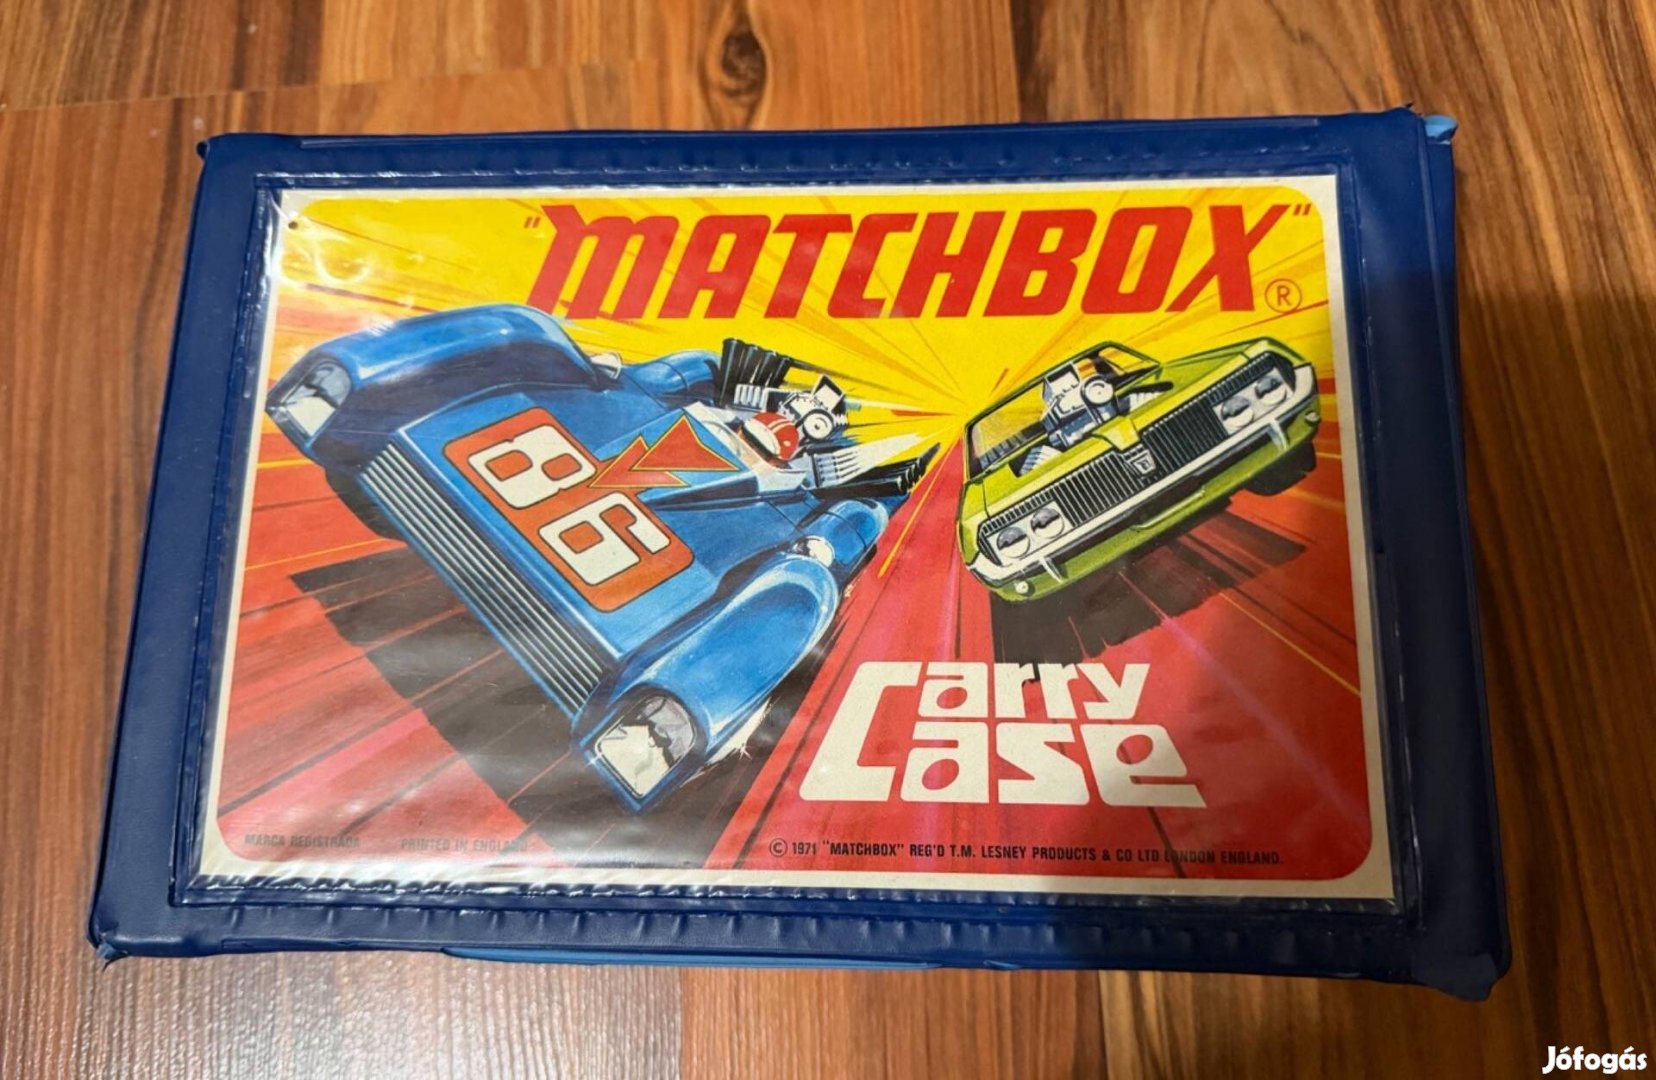 "MATCHBOX"®
86
Carry
Case
MARCA REGISTRADA PRINTED IN ENGLAND
© 1971 "MATCHBOX" REG'D T.M. LESNEY PRODUCTS & CO LTD LONDON ENGLAND.
Jófogás